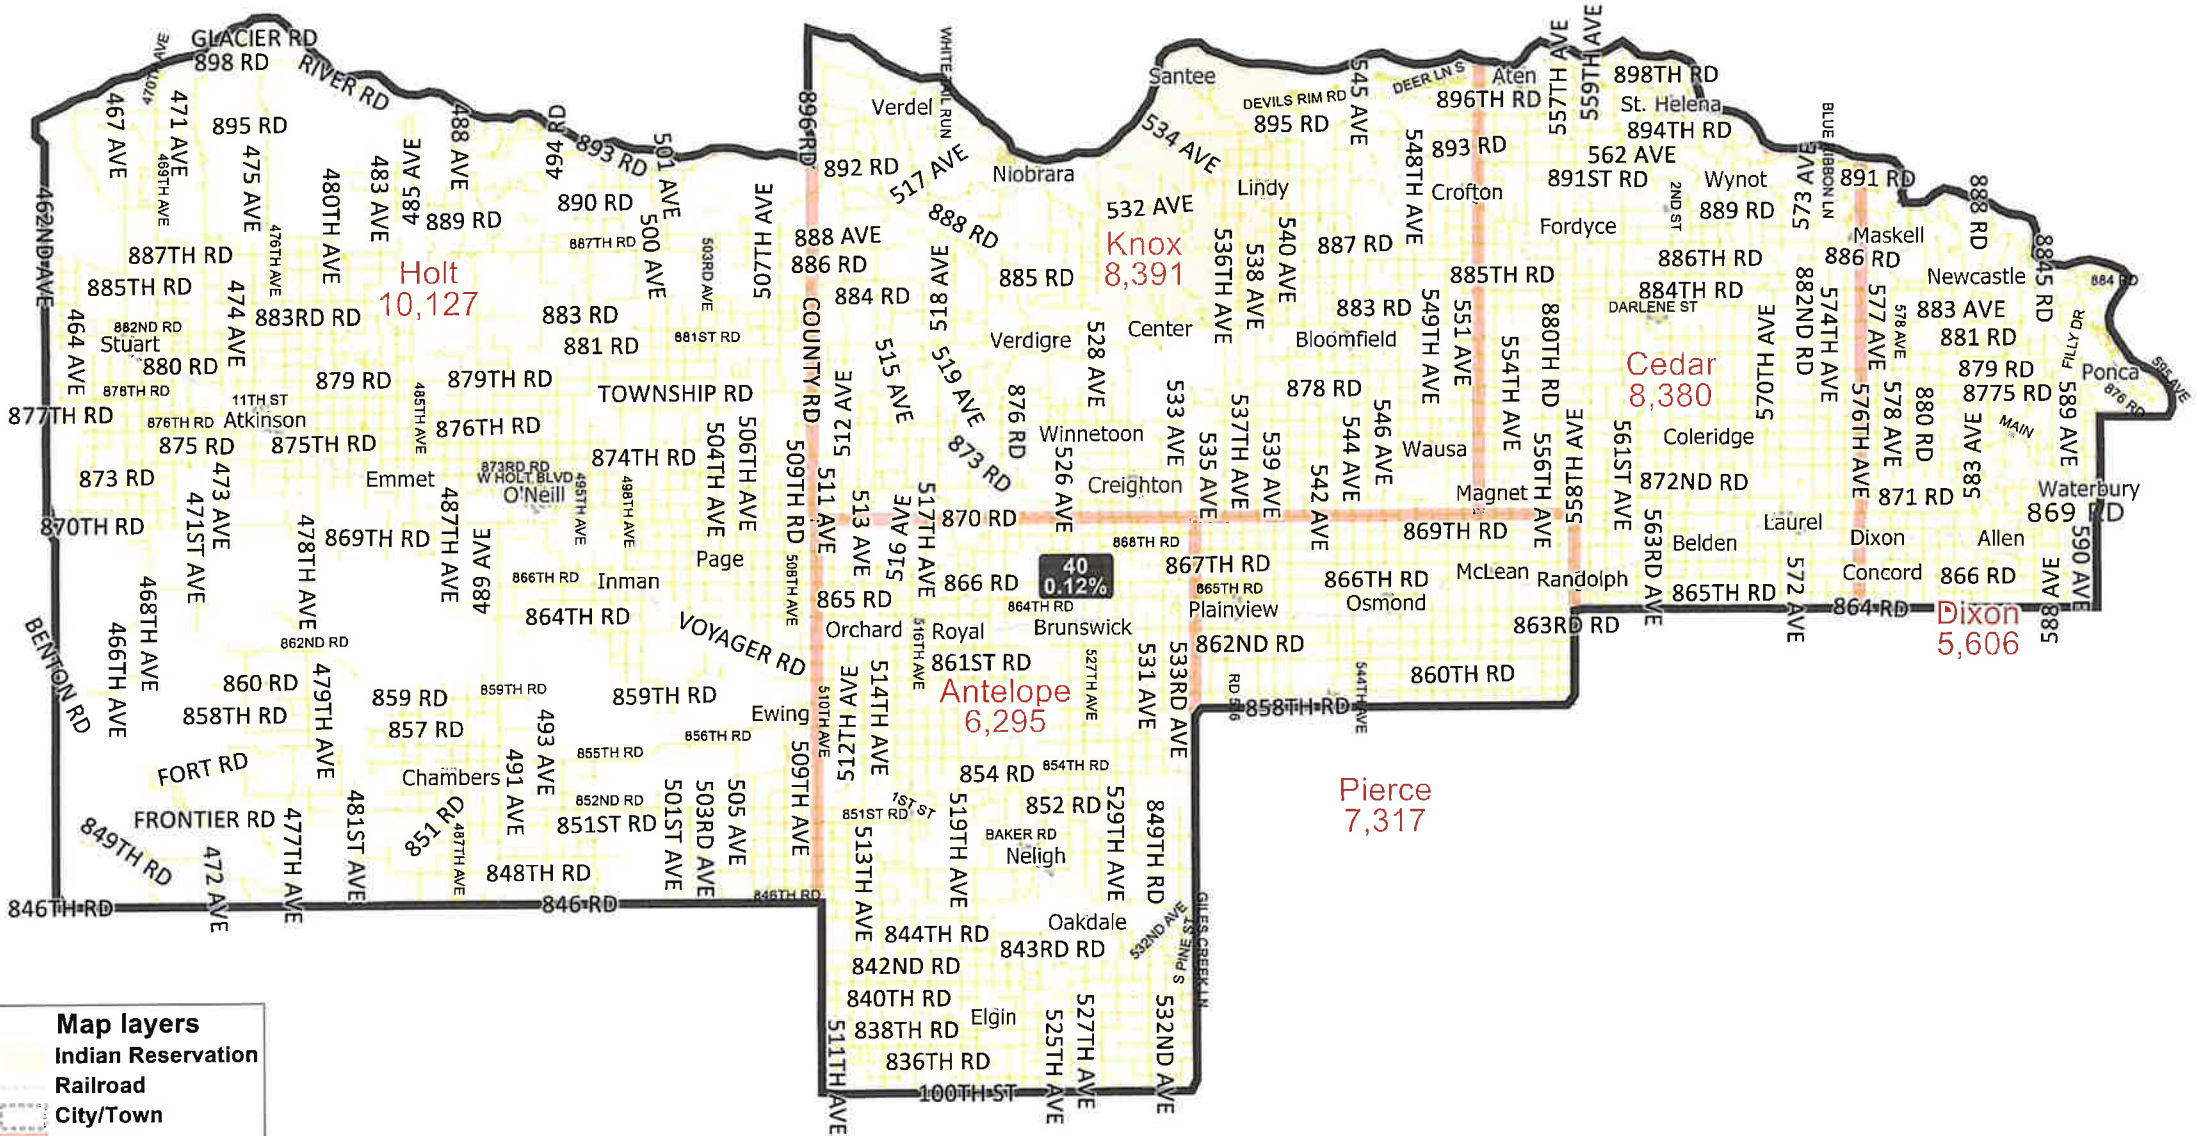 GLACIER RD
898 RD
RIVER RD
470TH AVE
467 AVE
471 AVE
469TH AVE
895 RD
475 AVE
476TH AVE
480TH AVE
483 AVE
485 AVE
488 AVE
889 RD
494 RD
893 RD
501 AVE
890 RD
887TH RD
500 AVE
503RD AVE
507TH AVE
462ND AVE
887TH RD
885TH RD
Holt
10,127
464 AVE
882ND RD
Stuart
880 RD
878TH RD
474 AVE
883RD RD
883 RD
881 RD
881ST RD
879 RD
879TH RD
TOWNSHIP RD
877TH RD
876TH RD
11TH ST
Atkinson
875 RD
875TH RD
485TH AVE
876TH RD
874TH RD
504TH AVE
506TH AVE
873 RD
473 AVE
471ST AVE
Emmet
873RD RD
W HOLT BLVD
O'Neill
495TH AVE
498TH AVE
487TH AVE
489 AVE
870TH RD
478TH AVE
869TH RD
Page
866TH RD
Inman
864TH RD
468TH AVE
466TH AVE
BENTON RD
862ND RD
VOYAGER RD
860 RD
858TH RD
479TH AVE
859 RD
859TH RD
859TH RD
857 RD
Ewing
856TH RD
855TH RD
493 AVE
491 AVE
FORT RD
Chambers
FRONTIER RD
849TH RD
472 AVE
477TH AVE
481ST AVE
851 RD
487TH AVE
852ND RD
851ST RD
848TH RD
501ST AVE
503RD AVE
505 AVE
509TH AVE
846TH RD
846 RD
846TH RD
896 RD
COUNTY RD
509TH RD
508TH AVE
510TH AVE
511 AVE
Verdel
WHITE TAIL RUN
892 RD
517 AVE
888 RD
888 AVE
886 RD
884 RD
518 AVE
Niobrara
885 RD
Santee
534 AVE
532 AVE
Knox
8,391
Lindy
DEVILS RIM RD
895 RD
545 AVE
DEER LN S
Aten
896TH RD
893 RD
Crofton
548TH AVE
887 RD
536TH AVE
538 AVE
540 AVE
885TH RD
883 RD
Bloomfield
549TH AVE
551 AVE
Center
Verdigre
528 AVE
515 AVE
519 AVE
512 AVE
876 RD
Winnetoon
873 RD
526 AVE
Creighton
533 AVE
535 AVE
537TH AVE
539 AVE
878 RD
544 AVE
546 AVE
542 AVE
Wausa
Magnet
554TH AVE
556TH AVE
558TH AVE
880TH RD
513 AVE
516 AVE
517TH AVE
870 RD
868TH RD
867TH RD
869TH RD
40
0.12%
866 RD
865 RD
864TH RD
865TH RD
Plainview
866TH RD
Osmond
McLean
Randolph
Orchard
516TH AVE
Royal
Brunswick
861ST RD
862ND RD
863RD RD
860TH RD
Antelope
6,295
512TH AVE
514TH AVE
527TH AVE
531 AVE
533RD AVE
858TH RD
544TH AVE
854 RD
854TH RD
1ST ST
851ST RD
852 RD
BAKER RD
Neligh
513TH AVE
519TH AVE
529TH AVE
849TH RD
Oakdale
532ND AVE
S PINE ST
GILES CREEK LN
844TH RD
843RD RD
842ND RD
840TH RD
838TH RD
836TH RD
Elgin
511TH AVE
525TH AVE
527TH AVE
532ND AVE
100TH ST
Pierce
7,317
557TH AVE
559TH AVE
898TH RD
St. Helena
894TH RD
562 AVE
891ST RD
Wynot
2ND ST
889 RD
Fordyce
573 AVE
BLUE RIBBON LN
891 RD
888 RD
Maskell
886 RD
886TH RD
884TH RD
DARLENE ST
Newcastle
8845 RD
884 RD
882ND RD
574TH AVE
577 AVE
578 AVE
883 AVE
881 RD
FILLY DR
879 RD
8775 RD
Ponca
595 AVE
876 RD
Cedar
8,380
570TH AVE
576TH AVE
578 AVE
880 RD
583 AVE
MAIN
589 AVE
561ST AVE
Coleridge
872ND RD
871 RD
Waterbury
869 RD
563RD AVE
Laurel
Belden
Dixon
Allen
590 AVE
865TH RD
572 AVE
Concord
866 RD
885 AVE
864 RD
Dixon
5,606
Map layers
Indian Reservation
Railroad
City/Town